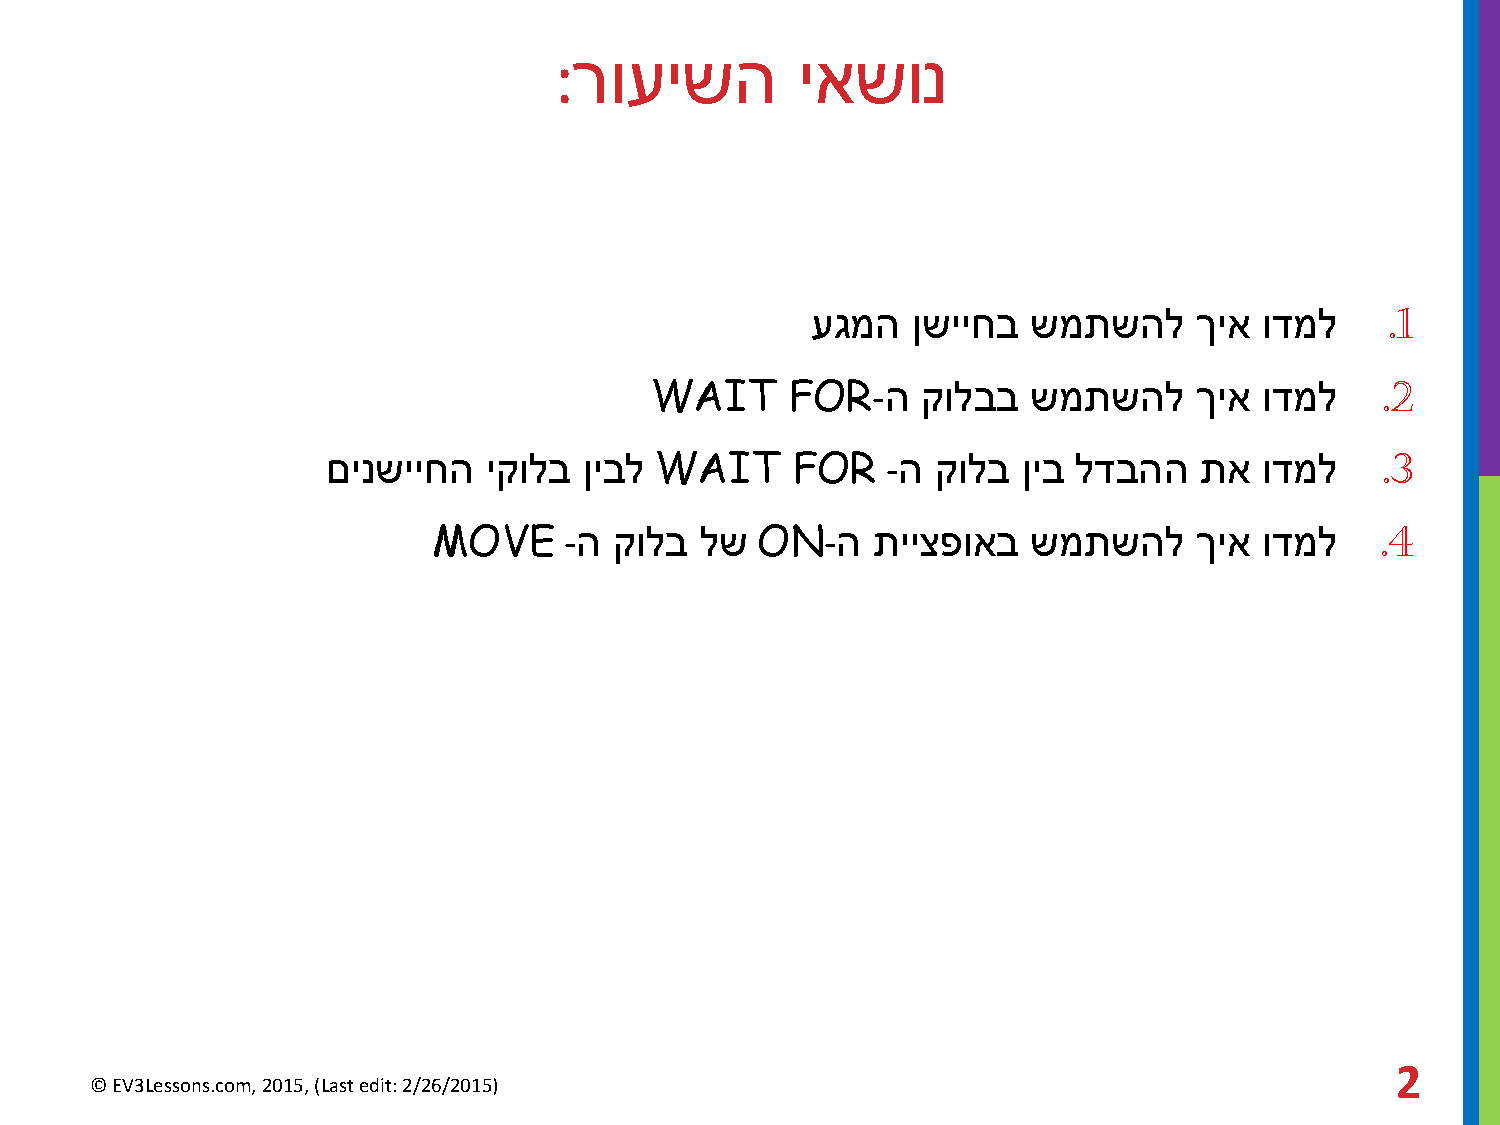 נושאי השיעור:
1. למדו איך להשתמש בחיישן המגע
2. למדו איך להשתמש בבלוק ה-WAIT FOR
3. למדו את ההבדל בין בלוק ה- WAIT FOR לבין בלוקי החיישנים
4. למדו איך להשתמש באופציית ה-ON של בלוק ה- MOVE
© EV3Lessons.com, 2015, (Last edit: 2/26/2015)
2